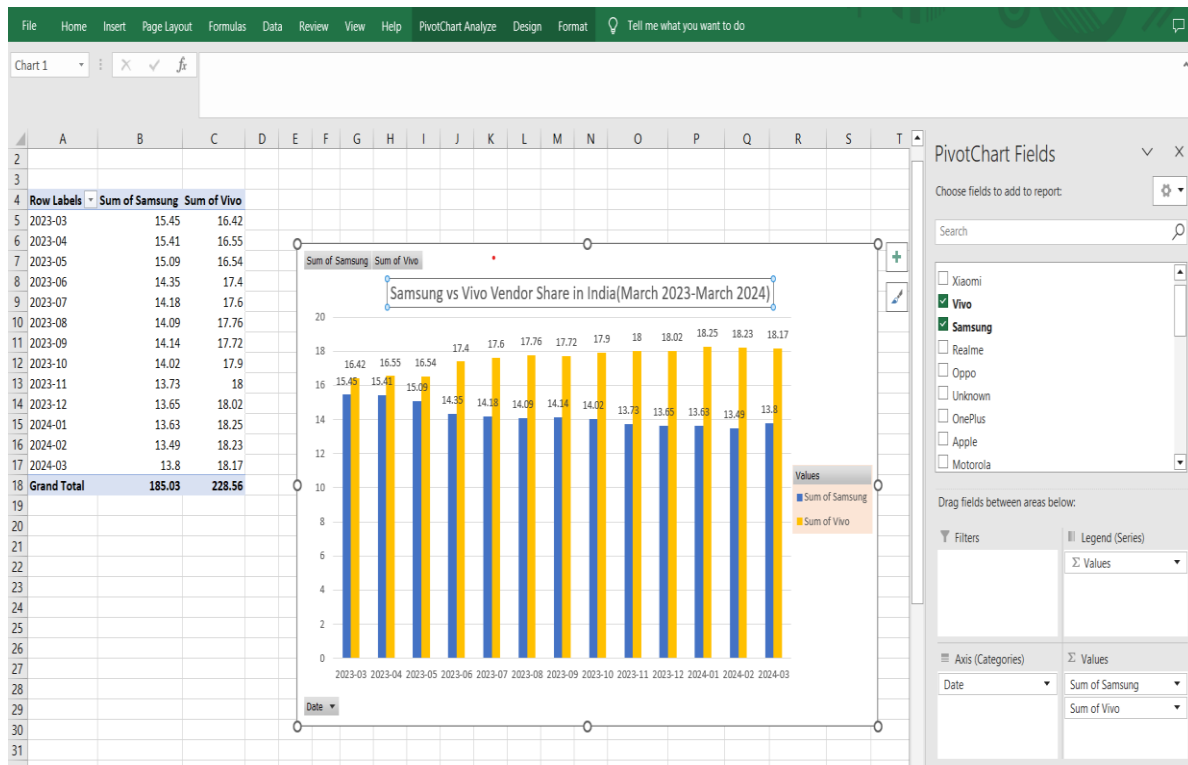 File Home Insert Page Layout Formulas Data Review View Help PivotChart Analyze Design Format Tell me what you want to do
Chart 1 fx
A B C D E F G H I J K L M N O P Q R S T
2
3
4 Row Labels Sum of Samsung Sum of Vivo
5 2023-03 15.45 16.42
6 2023-04 15.41 16.55
7 2023-05 15.09 16.54
8 2023-06 14.35 17.4
9 2023-07 14.18 17.6
10 2023-08 14.09 17.76
11 2023-09 14.14 17.72
12 2023-10 14.02 17.9
13 2023-11 13.73 18
14 2023-12 13.65 18.02
15 2024-01 13.63 18.25
16 2024-02 13.49 18.23
17 2024-03 13.8 18.17
18 Grand Total 185.03 228.56
19
20
21
22
23
24
25
26
27
28
29
30
31
Sum of Samsung Sum of Vivo
Samsung vs Vivo Vendor Share in India(March 2023-March 2024)
20
18
16
14
12
10
8
6
4
2
0
16.42 16.55 16.54 17.4 17.6 17.76 17.72 17.9 18 18.02 18.25 18.23 18.17
15.45 15.41 15.09 14.35 14.18 14.09 14.14 14.02 13.73 13.65 13.63 13.49 13.8
2023-03 2023-04 2023-05 2023-06 2023-07 2023-08 2023-09 2023-10 2023-11 2023-12 2024-01 2024-02 2024-03
Values
Sum of Samsung
Sum of Vivo
Date
PivotChart Fields
Choose fields to add to report:
Search
Xiaomi
Vivo
Samsung
Realme
Oppo
Unknown
OnePlus
Apple
Motorola
Drag fields between areas below:
Filters
Legend (Series)
Σ Values
Axis (Categories)
Date
Σ Values
Sum of Samsung
Sum of Vivo